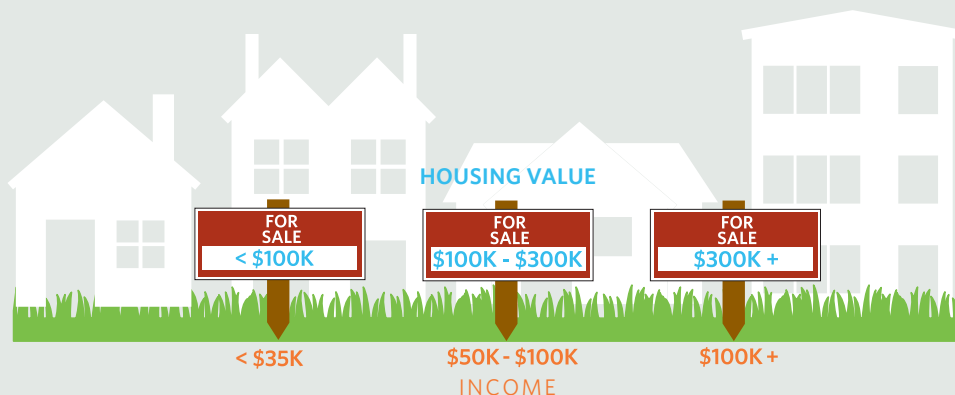 HOUSING VALUE
FOR
SALE
< $100K
FOR
SALE
$100K - $300K
FOR
SALE
$300K +
< $35K
$50K - $100K
$100K +
INCOME